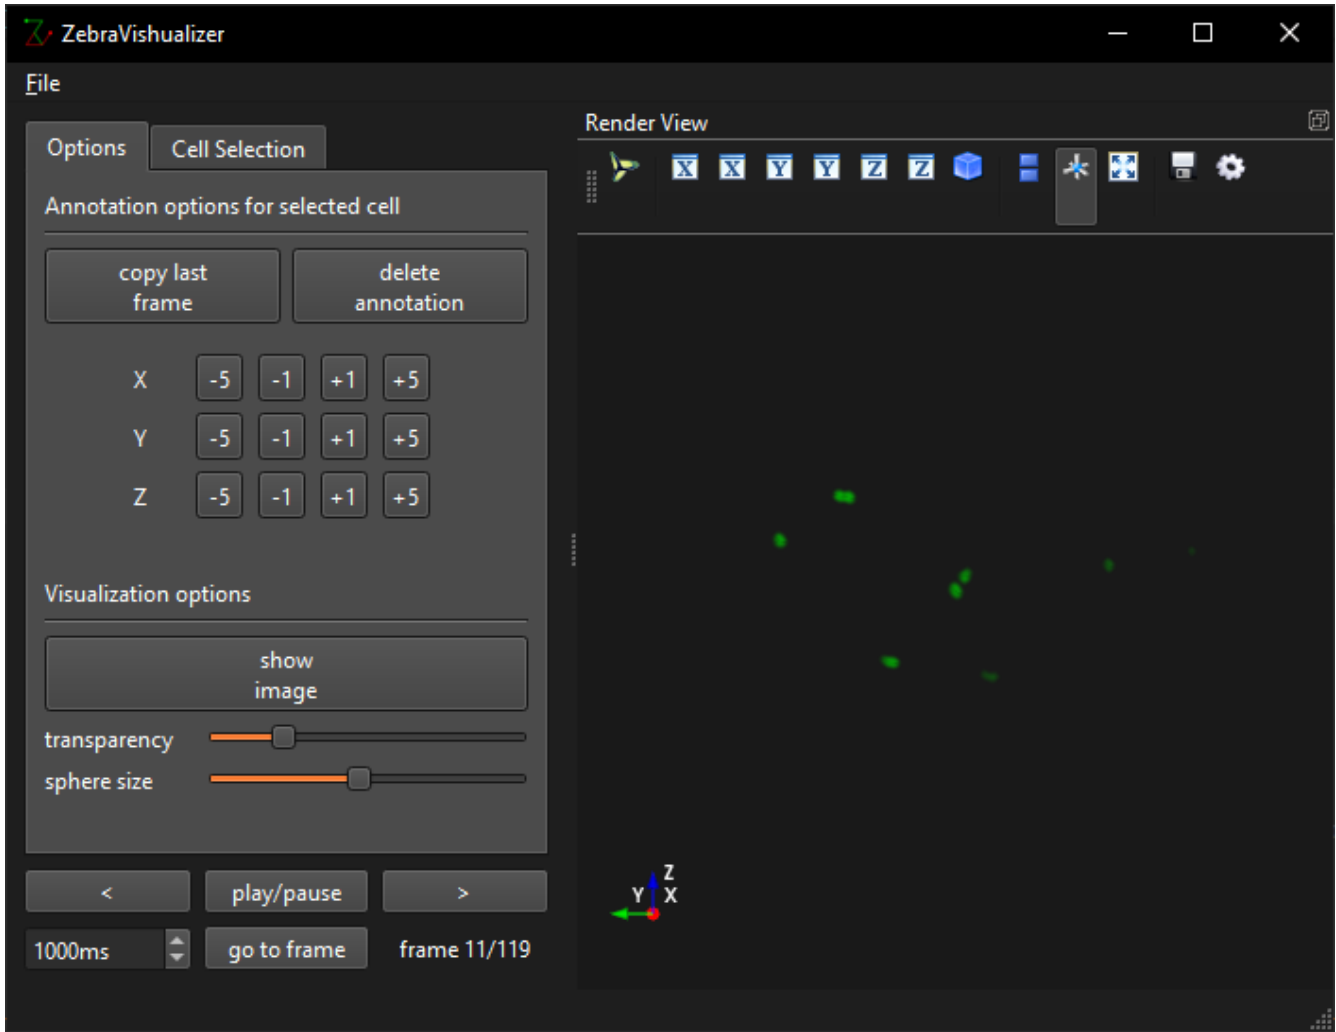 ZebraVishualizer
File
Options
Cell Selection
Annotation options for selected cell
copy last
frame
delete
annotation
X -5 -1 +1 +5
Y -5 -1 +1 +5
Z -5 -1 +1 +5
Visualization options
show
image
transparency
sphere size
< play/pause >
1000ms go to frame frame 11/119
Render View
X X Y Y Z Z
Z
Y X